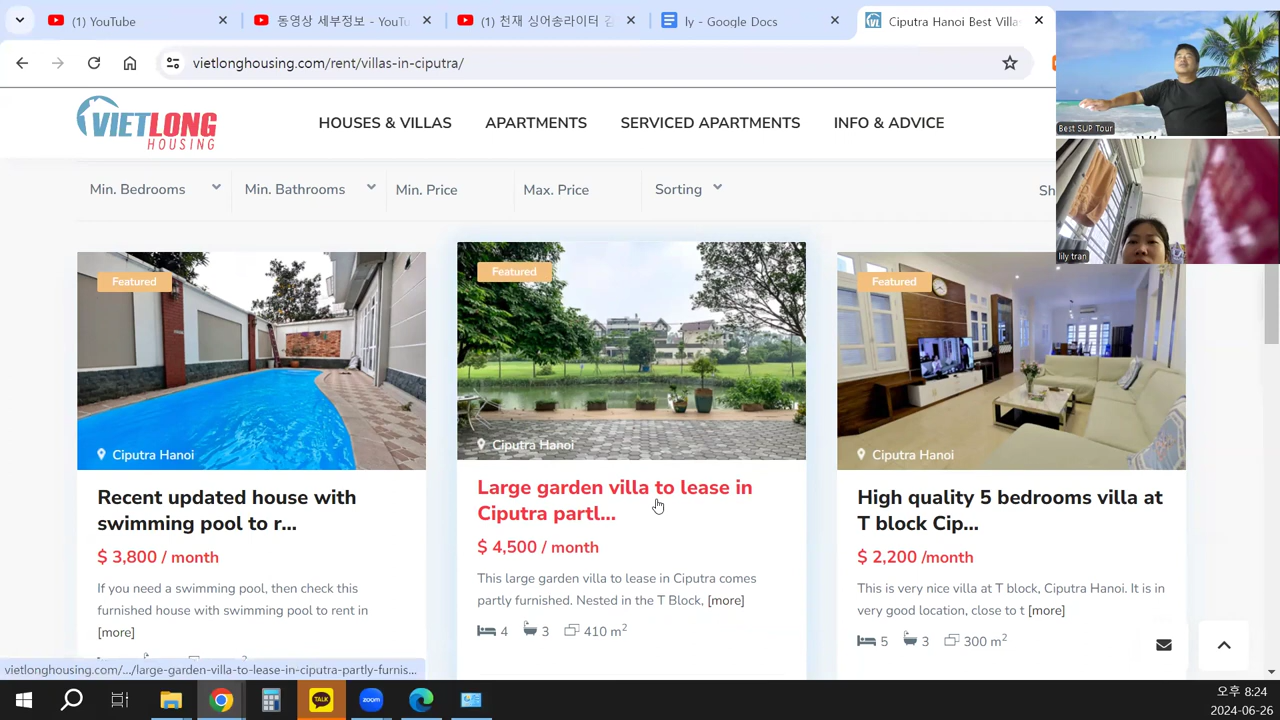 (1) YouTube
동영상 세부정보 - YouTu
(1) 천재 싱어송라이터 김
ly - Google Docs
Ciputra Hanoi Best Villa
vietlonghousing.com/rent/villas-in-ciputra/
VIETLONG
HOUSING
HOUSES & VILLAS
APARTMENTS
SERVICED APARTMENTS
INFO & ADVICE
Best SUP Tour
lily tran
Min. Bedrooms
Min. Bathrooms
Min. Price
Max. Price
Sorting
Sh
Featured
Ciputra Hanoi
Recent updated house with
swimming pool to r...
$ 3,800 / month
If you need a swimming pool, then check this
furnished house with swimming pool to rent in
[more]
Featured
Ciputra Hanoi
Large garden villa to lease in
Ciputra partl...
$ 4,500 / month
This large garden villa to lease in Ciputra comes
partly furnished. Nested in the T Block, [more]
4 3 410 m²
Featured
Ciputra Hanoi
High quality 5 bedrooms villa at
T block Cip...
$ 2,200 /month
This is very nice villa at T block, Ciputra Hanoi. It is in
very good location, close to t [more]
5 3 300 m²
vietlonghousing.com/.../large-garden-villa-to-lease-in-ciputra-partly-furnis...
TALK
zoom
오후 8:24
2024-06-26